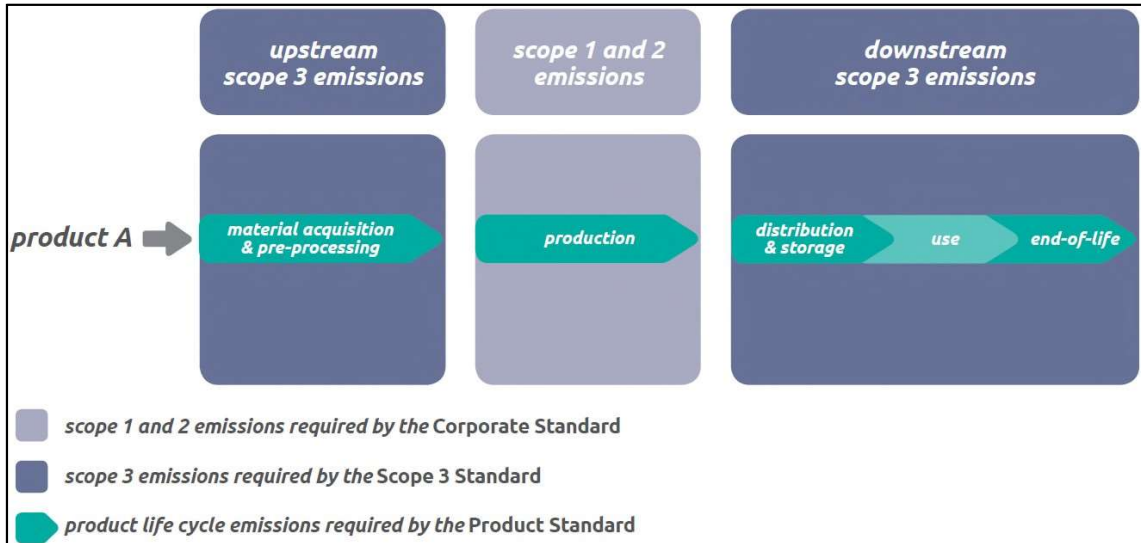 upstream
scope 3 emissions
scope 1 and 2
emissions
downstream
scope 3 emissions
product A
material acquisition
& pre-processing
production
distribution
& storage
use
end-of-life
scope 1 and 2 emissions required by the Corporate Standard
scope 3 emissions required by the Scope 3 Standard
product life cycle emissions required by the Product Standard